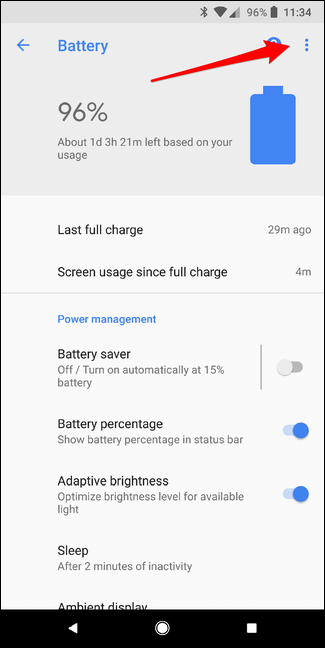 96% 11:34
Battery
96%
About 1d 3h 21m left based on your
usage
Last full charge 29m ago
Screen usage since full charge 4m
Power management
Battery saver
Off / Turn on automatically at 15%
battery
Battery percentage
Show battery percentage in status bar
Adaptive brightness
Optimize brightness level for available
light
Sleep
After 2 minutes of inactivity
Ambient display